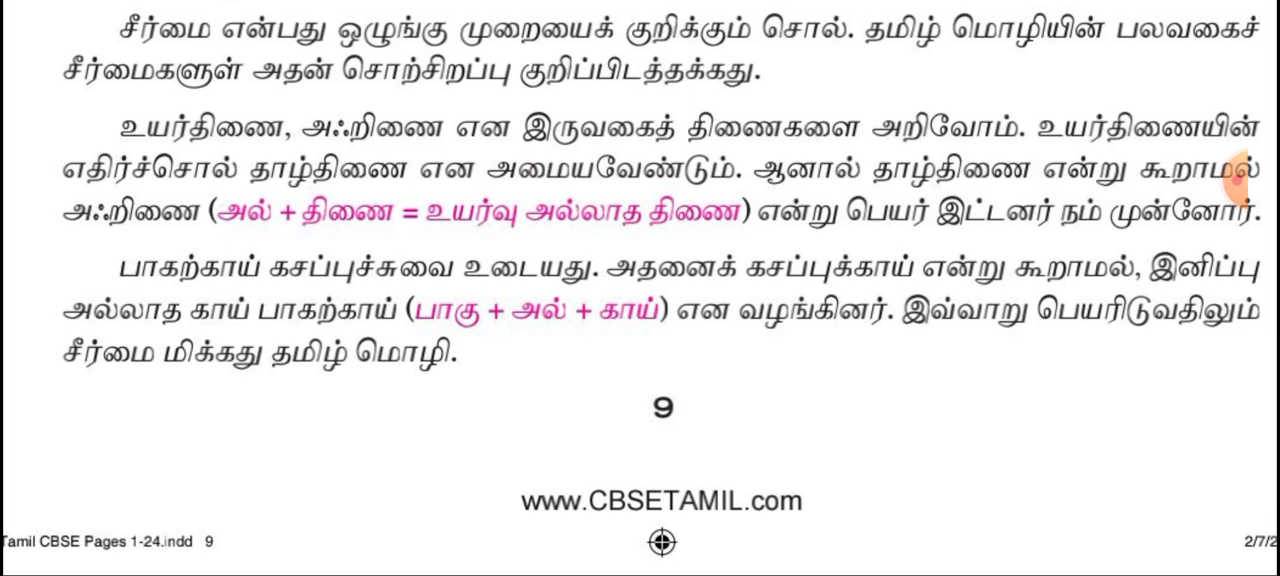 சீர்மை என்பது ஒழுங்கு முறையைக் குறிக்கும் சொல். தமிழ் மொழியின் பலவகைச்
சீர்மைகளுள் அதன் சொற்சிறப்பு குறிப்பிடத்தக்கது.
உயர்திணை, அஃறிணை என இருவகைத் திணைகளை அறிவோம். உயர்திணையின்
எதிர்ச்சொல் தாழ்திணை என அமையவேண்டும். ஆனால் தாழ்திணை என்று கூறாமல்
அஃறிணை (அல் + திணை = உயர்வு அல்லாத திணை) என்று பெயர் இட்டனர் நம் முன்னோர்.
பாகற்காய் கசப்புச்சுவை உடையது. அதனைக் கசப்புக்காய் என்று கூறாமல், இனிப்பு
அல்லாத காய் பாகற்காய் (பாகு + அல் + காய்) என வழங்கினர். இவ்வாறு பெயரிடுவதிலும்
சீர்மை மிக்கது தமிழ் மொழி.
9
www.CBSETAMIL.com
Tamil CBSE Pages 1-24.indd 9 2/7/2